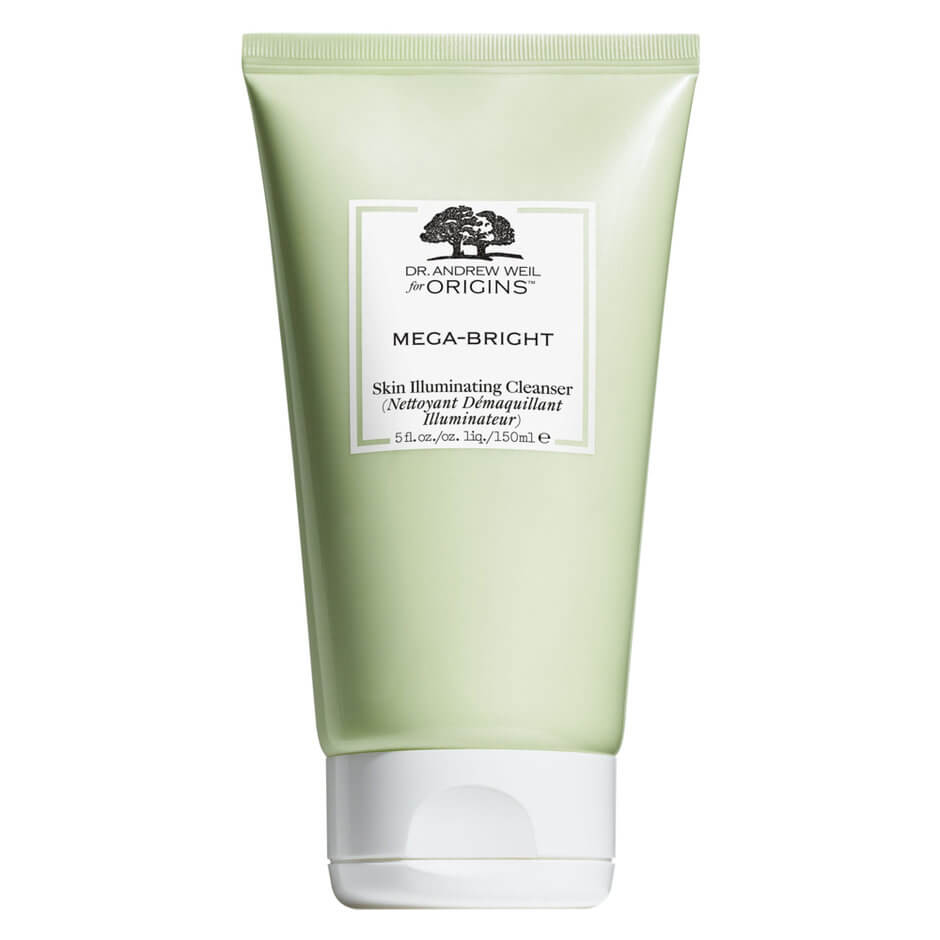 DR. ANDREW WEIL
for ORIGINS™
MEGA-BRIGHT
Skin Illuminating Cleanser
(Nettoyant Démaquillant
Illuminateur)
5 fl. oz./oz. liq./150ml e